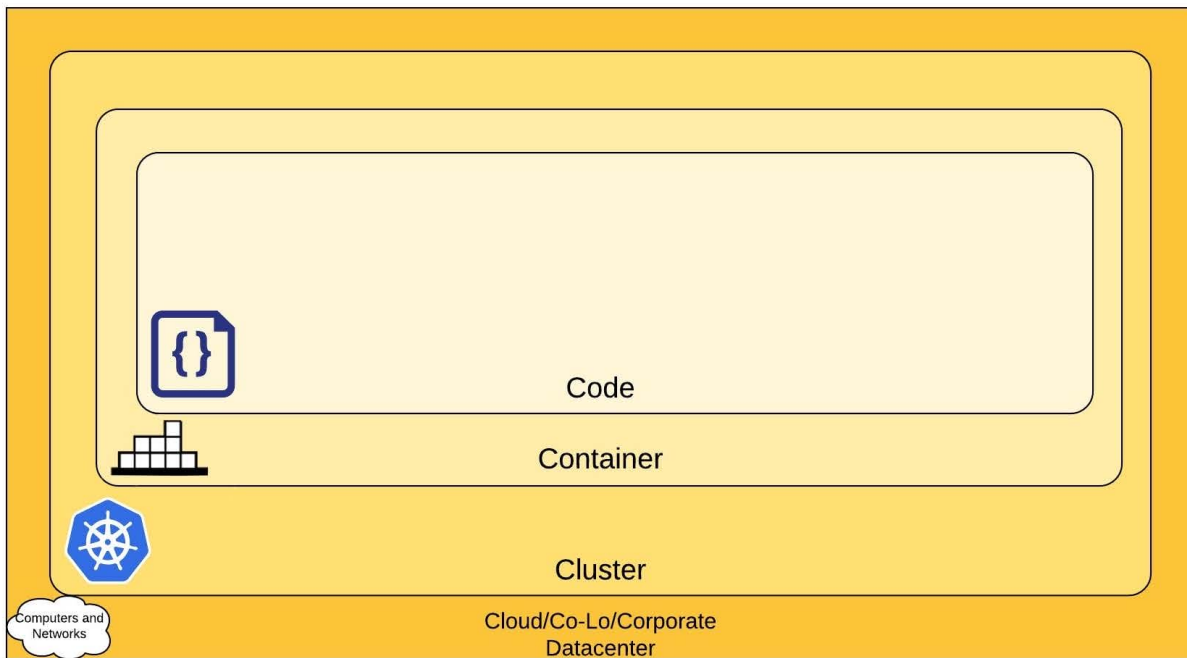 {}
Code
Container
Cluster
Computers and
Networks
Cloud/Co-Lo/Corporate
Datacenter